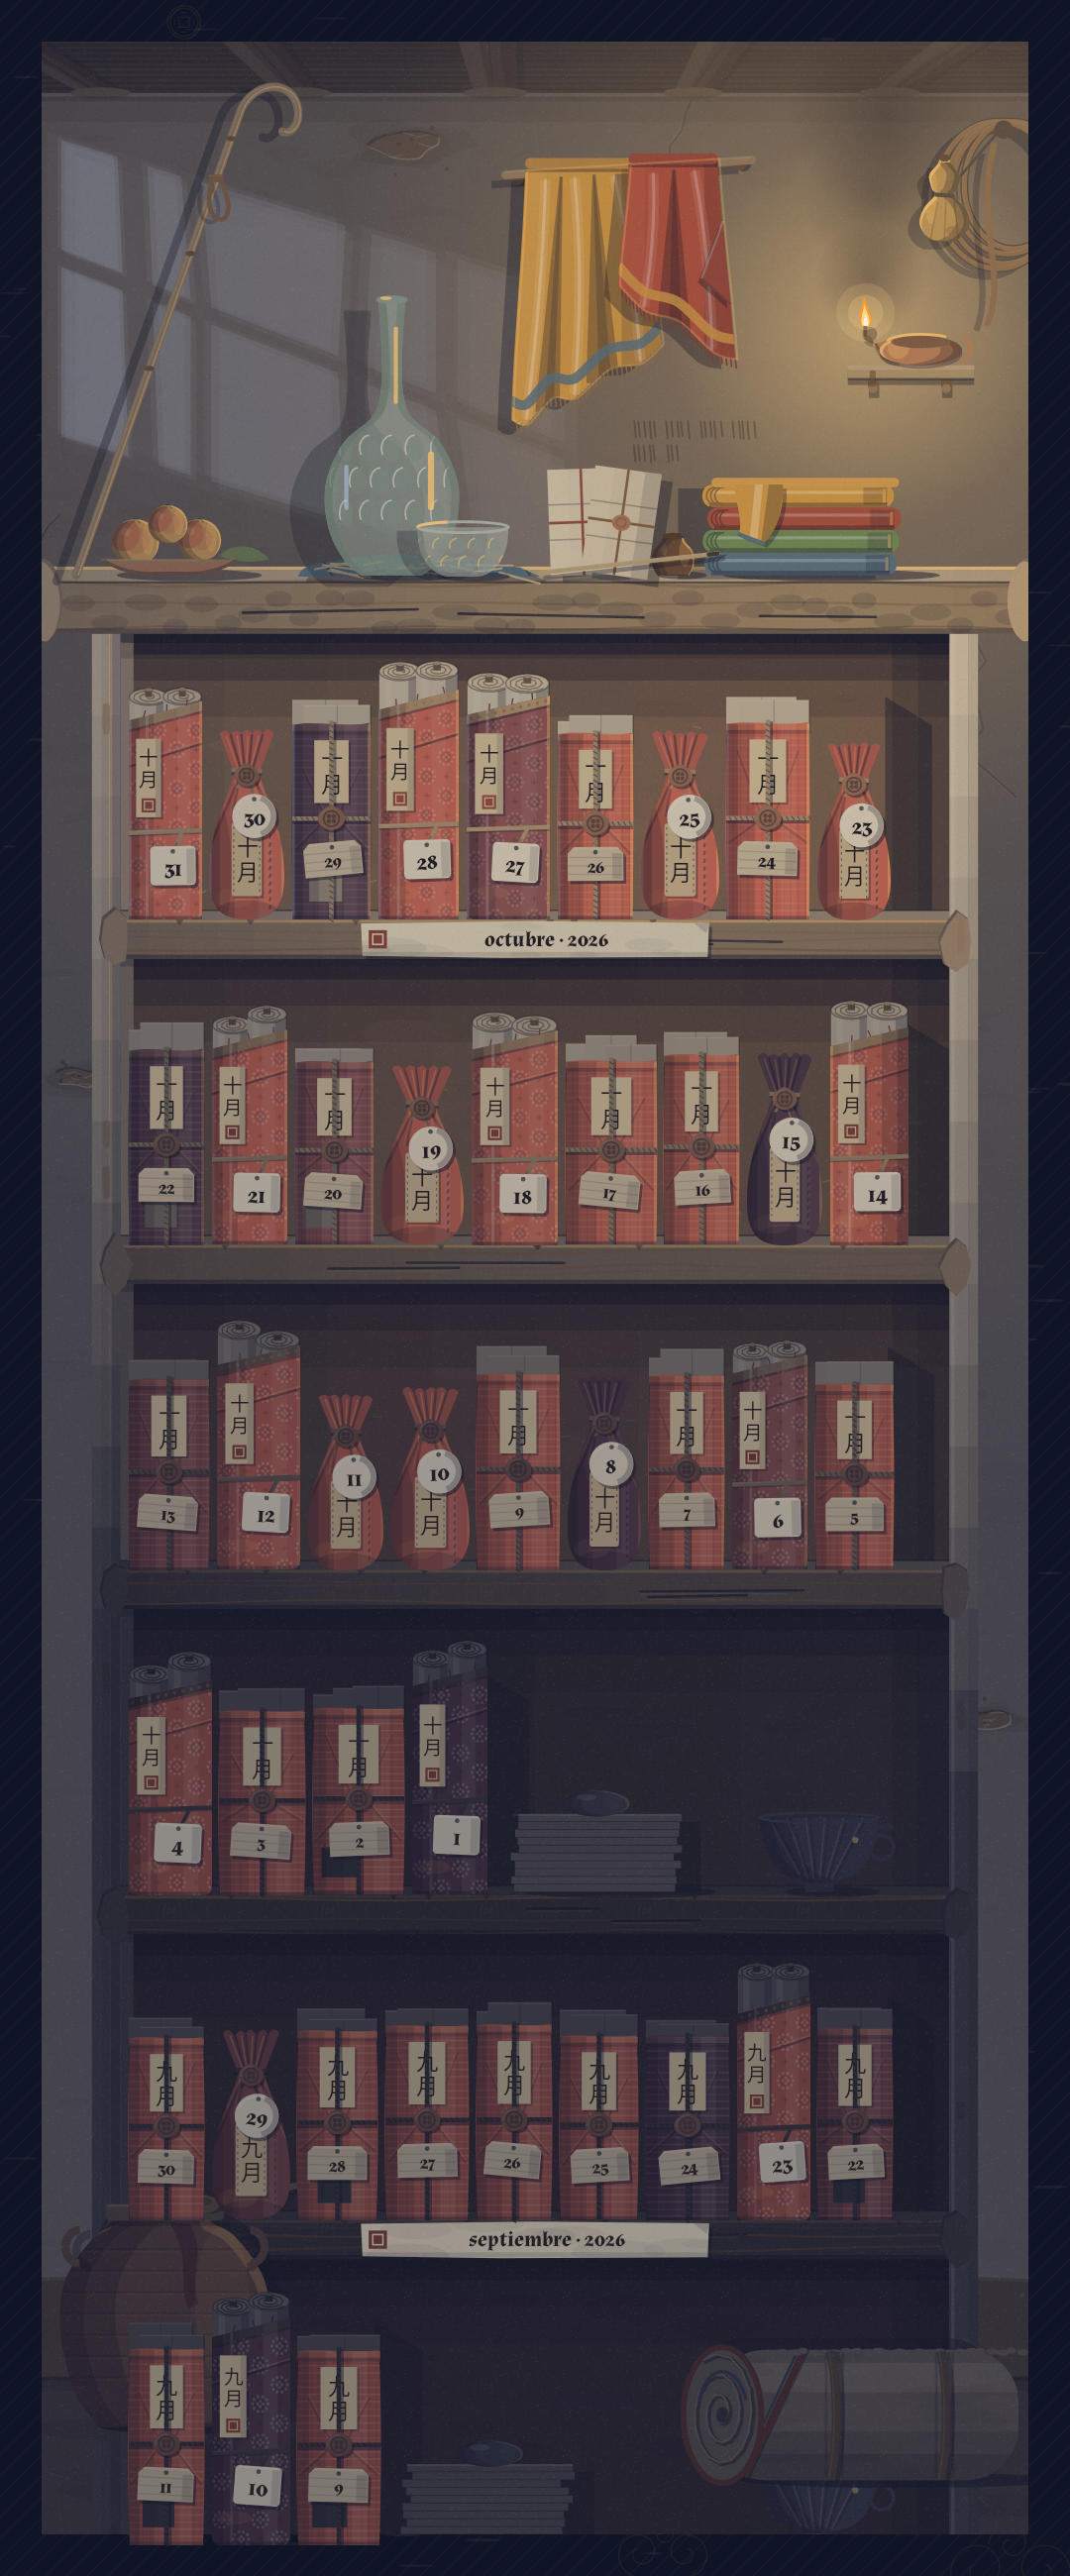 十月 31
30 十月
十月 29
十月 28
十月 27
十月 26
25 十月
十月 24
23 十月
octubre · 2026
十月 22
十月 21
十月 20
19 十月
十月 18
十月 17
十月 16
15 十月
十月 14
十月 13
十月 12
11 十月
10 十月
十月 9
8 十月
十月 7
十月 6
十月 5
十月 4
十月 3
十月 2
十月 1
九月 30
29 九月
九月 28
九月 27
九月 26
九月 25
九月 24
九月 23
九月 22
septiembre · 2026
九月 11
九月 10
九月 9